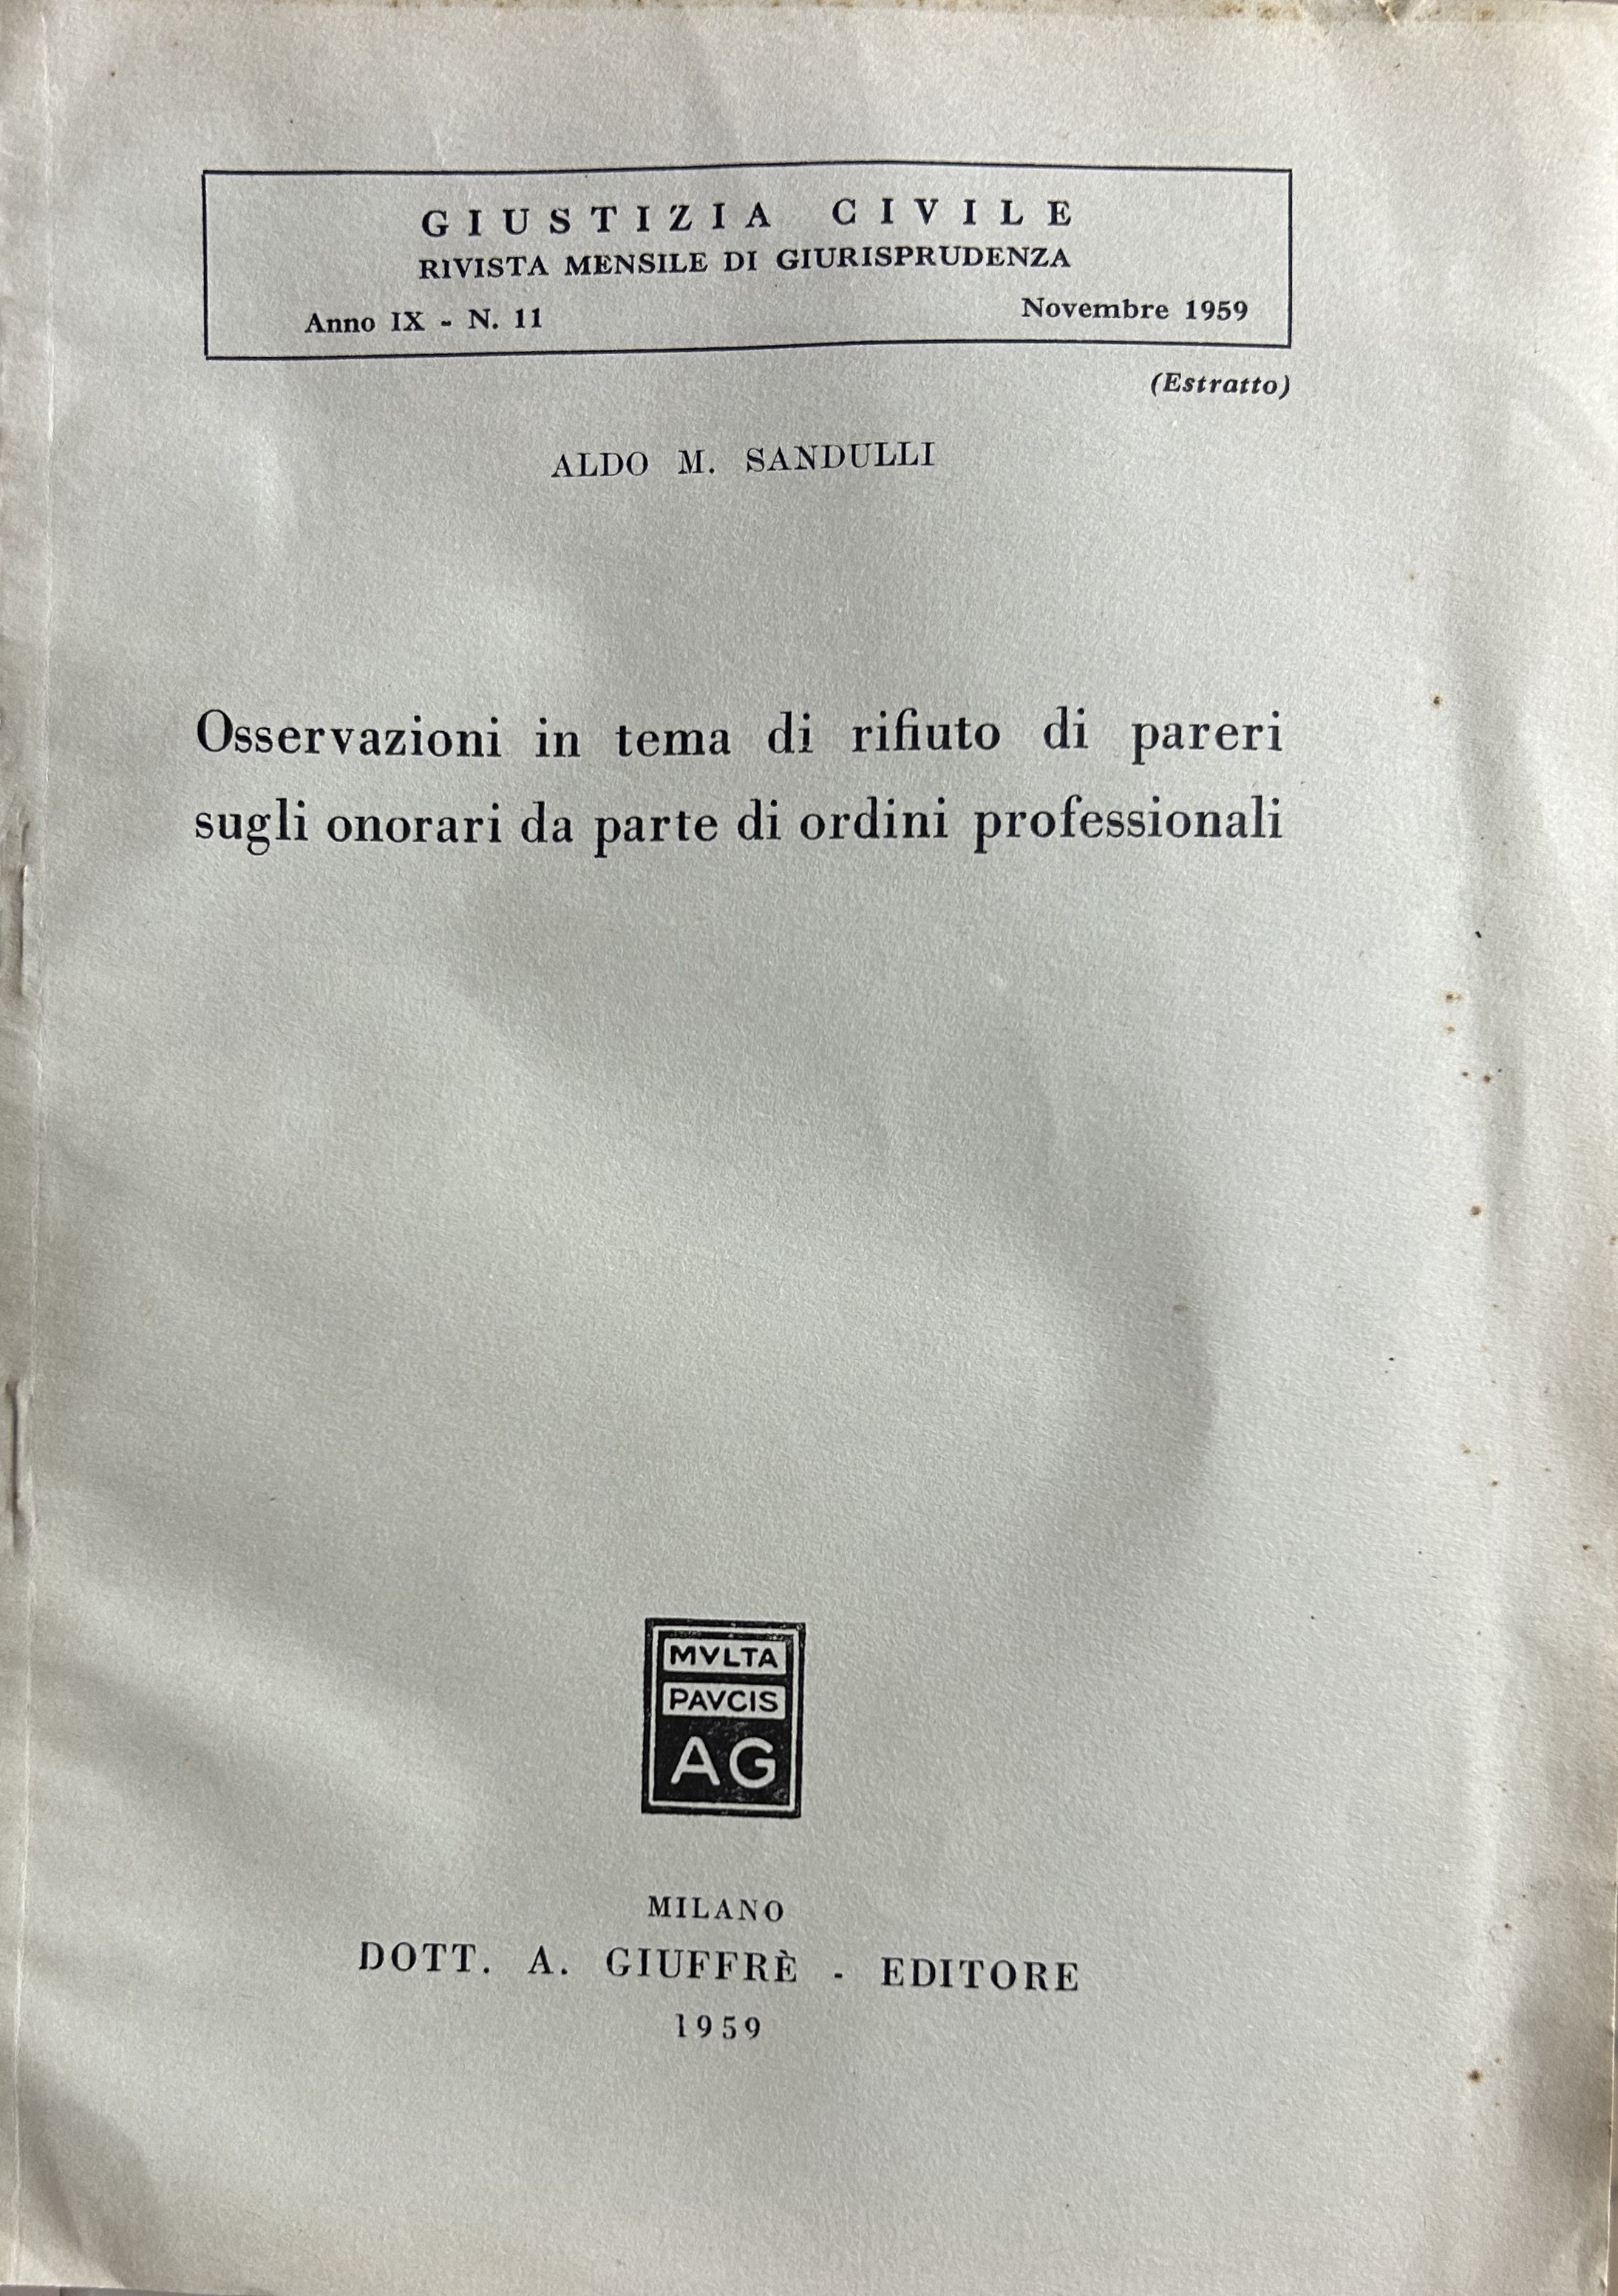 GIUSTIZIA CIVILE
RIVISTA MENSILE DI GIURISPRUDENZA
Anno IX - N. 11 Novembre 1959
(Estratto)
ALDO M. SANDULLI
Osservazioni in tema di rifiuto di pareri
sugli onorari da parte di ordini professionali
MVLTA
PAVCIS
AG
MILANO
DOTT. A. GIUFFRÈ - EDITORE
1959